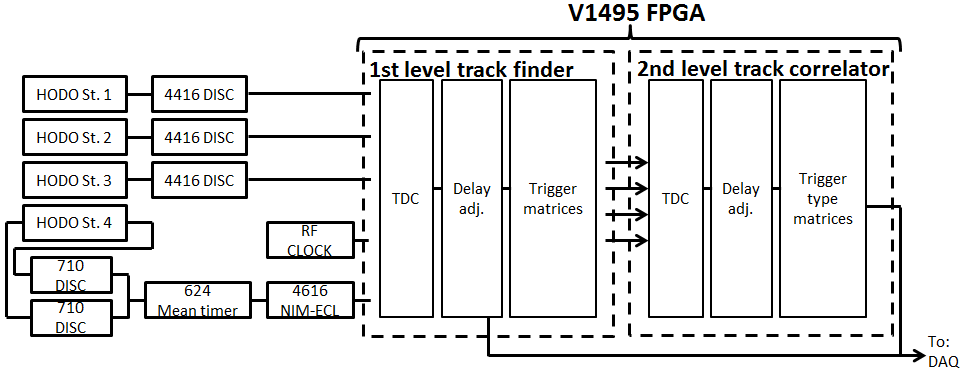 V1495 FPGA
1st level track finder
2nd level track correlator
HODO St. 1
4416 DISC
HODO St. 2
4416 DISC
HODO St. 3
4416 DISC
HODO St. 4
710
DISC
710
DISC
624
Mean timer
RF
CLOCK
4616
NIM-ECL
TDC
Delay
adj.
Trigger
matrices
TDC
Delay
adj.
Trigger
type
matrices
To:
DAQ